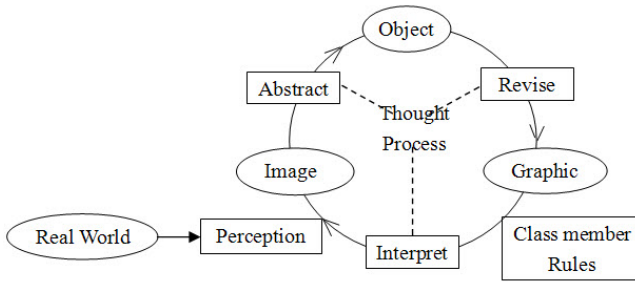 Object
Abstract
Revise
Thought
Process
Image
Graphic
Real World
Perception
Interpret
Class member
Rules